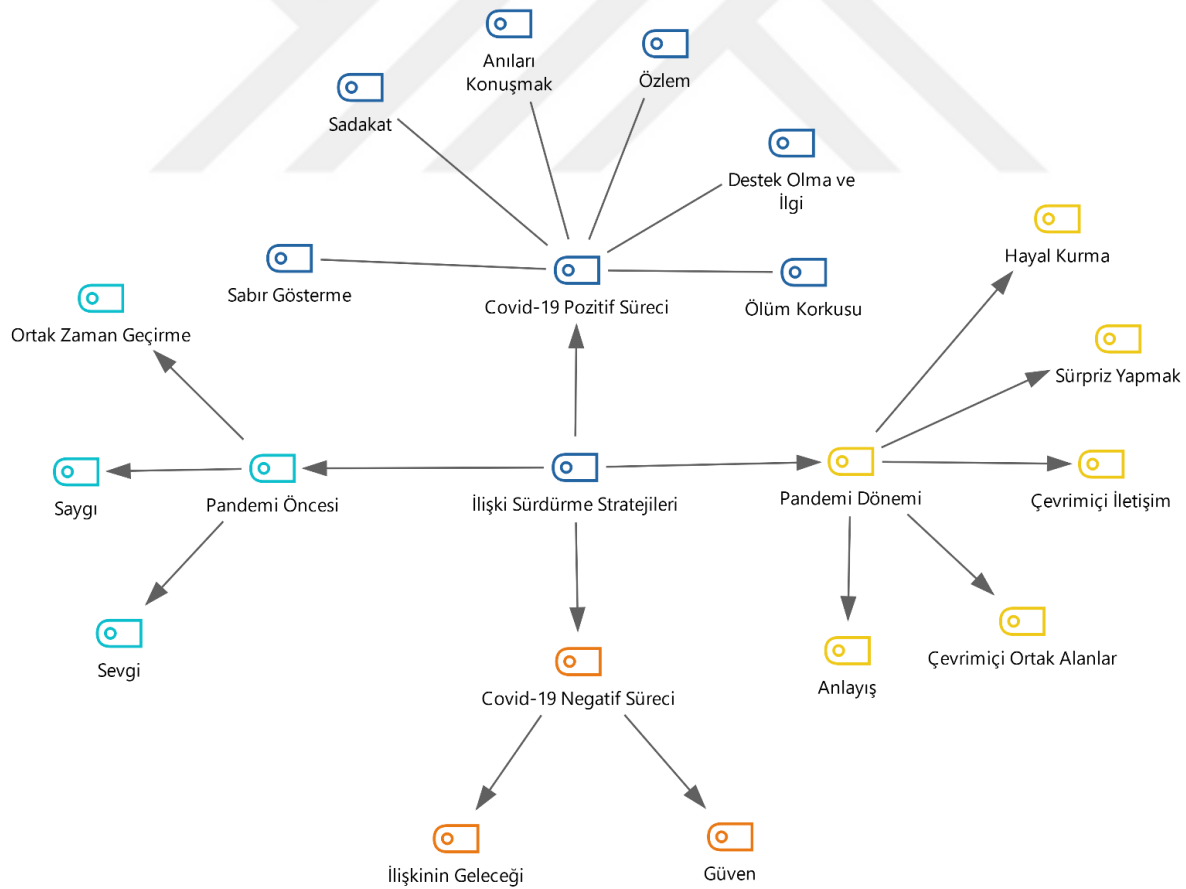 Anıları
Konuşmak
Özlem
Sadakat
Destek Olma ve
İlgi
Hayal Kurma
Sabır Gösterme
Covid-19 Pozitif Süreci
Ölüm Korkusu
Ortak Zaman Geçirme
Sürpriz Yapmak
Saygı
Pandemi Öncesi
İlişki Sürdürme Stratejileri
Pandemi Dönemi
Çevrimiçi İletişim
Sevgi
Covid-19 Negatif Süreci
Anlayış
Çevrimiçi Ortak Alanlar
İlişkinin Geleceği
Güven